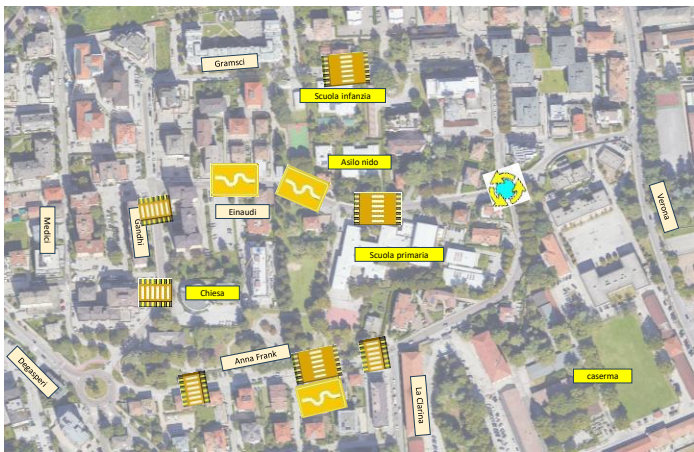 Gramsci
Scuola infanzia
Asilo nido
Einaudi
Medici
Gandhi
Verona
Scuola primaria
Chiesa
Anna Frank
Degasperi
La Clarina
caserma